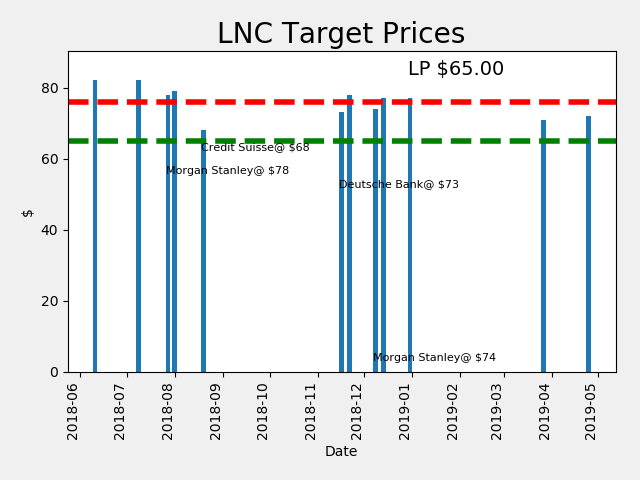 LNC Target Prices
LP $65.00
80
60
40
20
0
$
Credit Suisse@ $68
Morgan Stanley@ $78
Deutsche Bank@ $73
Morgan Stanley@ $74
2018-06
2018-07
2018-08
2018-09
2018-10
2018-11
2018-12
2019-01
2019-02
2019-03
2019-04
2019-05
Date